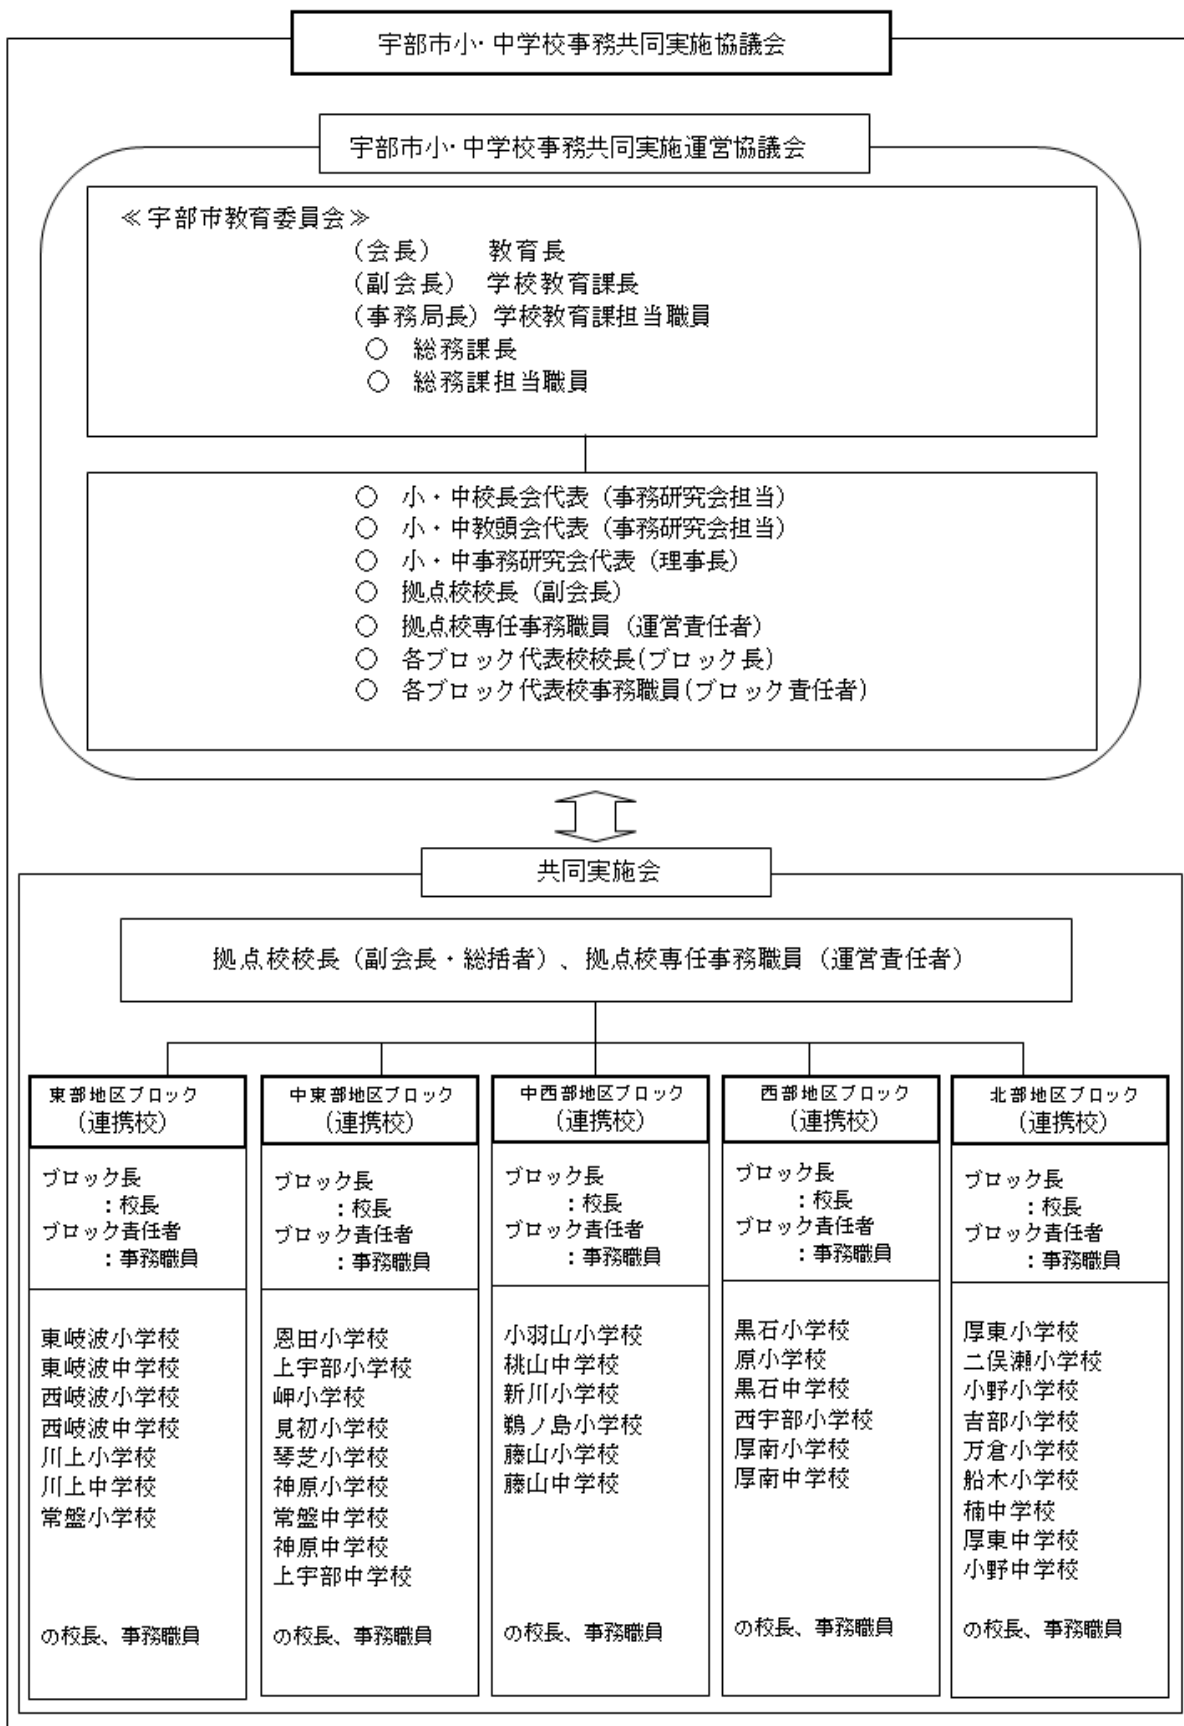 宇部市小・中学校事務共同実施協議会
宇部市小・中学校事務共同実施運営協議会
≪宇部市教育委員会≫
（会長）　　教育長
（副会長）　学校教育課長
（事務局長）学校教育課担当職員
○　総務課長
○　総務課担当職員
○　小・中校長会代表（事務研究会担当）
○　小・中教頭会代表（事務研究会担当）
○　小・中事務研究会代表（理事長）
○　拠点校校長（副会長）
○　拠点校専任事務職員（運営責任者）
○　各ブロック代表校校長(ブロック長)
○　各ブロック代表校事務職員(ブロック責任者)
共同実施会
拠点校校長（副会長・総括者）、拠点校専任事務職員（運営責任者）
東部地区ブロック
（連携校）
ブロック長
：校長
ブロック責任者
：事務職員
東岐波小学校
東岐波中学校
西岐波小学校
西岐波中学校
川上小学校
川上中学校
常盤小学校
の校長、事務職員
中東部地区ブロック
（連携校）
ブロック長
：校長
ブロック責任者
：事務職員
恩田小学校
上宇部小学校
岬小学校
見初小学校
琴芝小学校
神原小学校
常盤中学校
神原中学校
上宇部中学校
の校長、事務職員
中西部地区ブロック
（連携校）
ブロック長
：校長
ブロック責任者
：事務職員
小羽山小学校
桃山中学校
新川小学校
鵜ノ島小学校
藤山小学校
藤山中学校
の校長、事務職員
西部地区ブロック
（連携校）
ブロック長
：校長
ブロック責任者
：事務職員
黒石小学校
原小学校
黒石中学校
西宇部小学校
厚南小学校
厚南中学校
の校長、事務職員
北部地区ブロック
（連携校）
ブロック長
：校長
ブロック責任者
：事務職員
厚東小学校
二俣瀬小学校
小野小学校
吉部小学校
万倉小学校
船木小学校
楠中学校
厚東中学校
小野中学校
の校長、事務職員